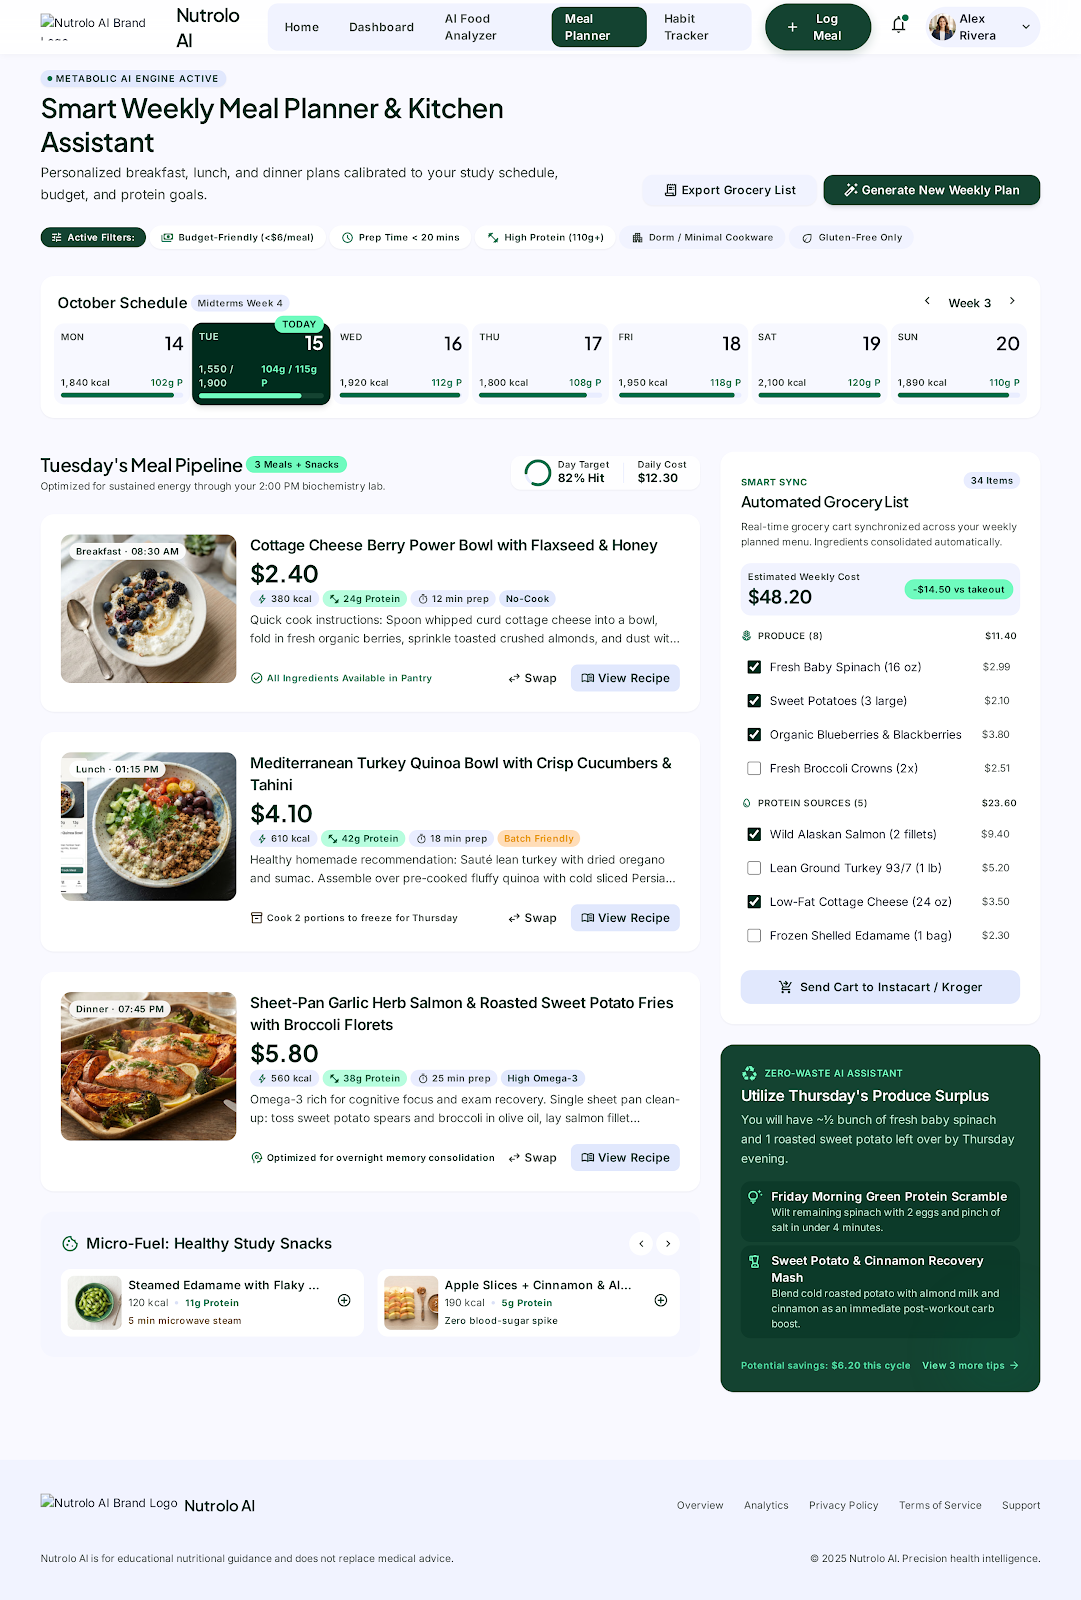 Nutrolo AI Brand
Nutrolo AI
Home
Dashboard
AI Food Analyzer
Meal Planner
Habit Tracker
Log Meal
Alex Rivera
METABOLIC AI ENGINE ACTIVE
Smart Weekly Meal Planner & Kitchen
Assistant
Personalized breakfast, lunch, and dinner plans calibrated to your study schedule,
budget, and protein goals.
Export Grocery List
Generate New Weekly Plan
Active Filters:
Budget-Friendly (<$6/meal)
Prep Time < 20 mins
High Protein (110g+)
Dorm / Minimal Cookware
Gluten-Free Only
October Schedule
Midterms Week 4
Week 3
MON
14
1,840 kcal
102g P
TODAY
TUE
15
1,550 / 1,900
104g / 115g P
WED
16
1,920 kcal
112g P
THU
17
1,800 kcal
108g P
FRI
18
1,950 kcal
118g P
SAT
19
2,100 kcal
120g P
SUN
20
1,890 kcal
110g P
Tuesday's Meal Pipeline
3 Meals + Snacks
Optimized for sustained energy through your 2:00 PM biochemistry lab.
Day Target
82% Hit
Daily Cost
$12.30
Breakfast · 08:30 AM
Cottage Cheese Berry Power Bowl with Flaxseed & Honey
$2.40
380 kcal
24g Protein
12 min prep
No-Cook
Quick cook instructions: Spoon whipped curd cottage cheese into a bowl,
fold in fresh organic berries, sprinkle toasted crushed almonds, and dust wit...
All Ingredients Available in Pantry
Swap
View Recipe
Lunch · 01:15 PM
Mediterranean Turkey Quinoa Bowl with Crisp Cucumbers &
Tahini
$4.10
610 kcal
42g Protein
18 min prep
Batch Friendly
Healthy homemade recommendation: Sauté lean turkey with dried oregano
and sumac. Assemble over pre-cooked fluffy quinoa with cold sliced Persia...
Cook 2 portions to freeze for Thursday
Swap
View Recipe
Dinner · 07:45 PM
Sheet-Pan Garlic Herb Salmon & Roasted Sweet Potato Fries
with Broccoli Florets
$5.80
560 kcal
38g Protein
25 min prep
High Omega-3
Omega-3 rich for cognitive focus and exam recovery. Single sheet pan clean-
up: toss sweet potato spears and broccoli in olive oil, lay salmon fillet...
Optimized for overnight memory consolidation
Swap
View Recipe
Micro-Fuel: Healthy Study Snacks
Steamed Edamame with Flaky ...
120 kcal • 11g Protein
5 min microwave steam
Apple Slices + Cinnamon & Al...
190 kcal • 5g Protein
Zero blood-sugar spike
SMART SYNC
34 Items
Automated Grocery List
Real-time grocery cart synchronized across your weekly
planned menu. Ingredients consolidated automatically.
Estimated Weekly Cost
$48.20
-$14.50 vs takeout
PRODUCE (8)
$11.40
Fresh Baby Spinach (16 oz)
$2.99
Sweet Potatoes (3 large)
$2.10
Organic Blueberries & Blackberries
$3.80
Fresh Broccoli Crowns (2x)
$2.51
PROTEIN SOURCES (5)
$23.60
Wild Alaskan Salmon (2 fillets)
$9.40
Lean Ground Turkey 93/7 (1 lb)
$5.20
Low-Fat Cottage Cheese (24 oz)
$3.50
Frozen Shelled Edamame (1 bag)
$2.30
Send Cart to Instacart / Kroger
ZERO-WASTE AI ASSISTANT
Utilize Thursday's Produce Surplus
You will have ~½ bunch of fresh baby spinach
and 1 roasted sweet potato left over by Thursday
evening.
Friday Morning Green Protein Scramble
Wilt remaining spinach with 2 eggs and pinch of
salt in under 4 minutes.
Sweet Potato & Cinnamon Recovery
Mash
Blend cold roasted potato with almond milk and
cinnamon as an immediate post-workout carb
boost.
Potential savings: $6.20 this cycle
View 3 more tips →
Nutrolo AI Brand Logo
Nutrolo AI
Overview
Analytics
Privacy Policy
Terms of Service
Support
Nutrolo AI is for educational nutritional guidance and does not replace medical advice.
© 2025 Nutrolo AI. Precision health intelligence.